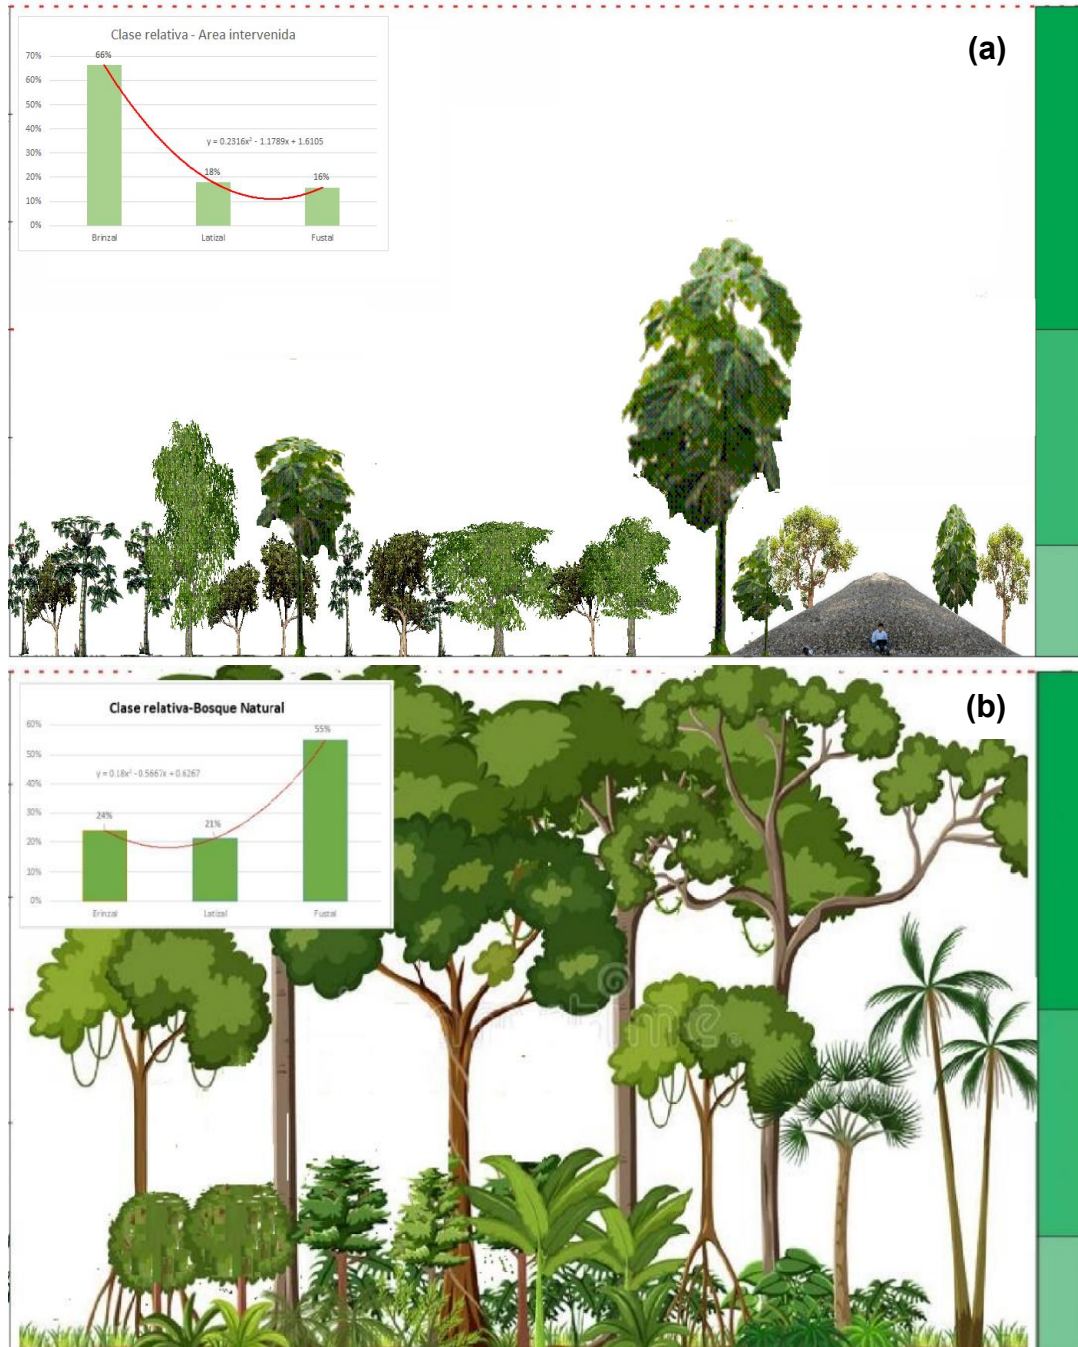 Clase relativa - Area intervenida
(a)
70%
66%
60%
50%
40%
y = 0.2316x² - 1.1789x + 1.6105
30%
20%
18%
16%
10%
0%
Brinzal Latizal Fustal
(b)
Clase relativa-Bosque Natural
60%
55%
50%
40%
y = 0.18x² - 0.5667x + 0.6267
30%
24%
21%
20%
10%
0%
Brinzal Latizal Fustal